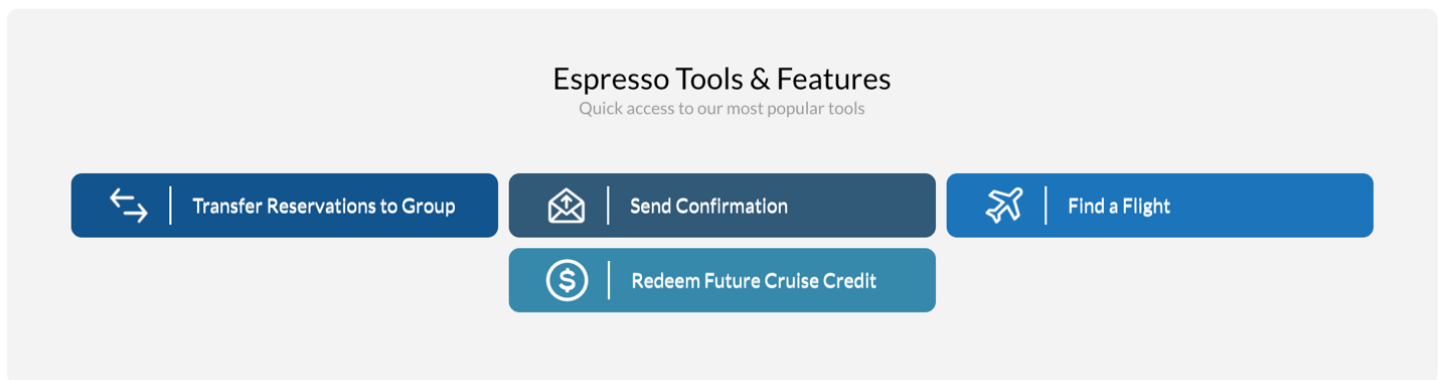 Espresso Tools & Features
Quick access to our most popular tools
Transfer Reservations to Group
Send Confirmation
Find a Flight
Redeem Future Cruise Credit